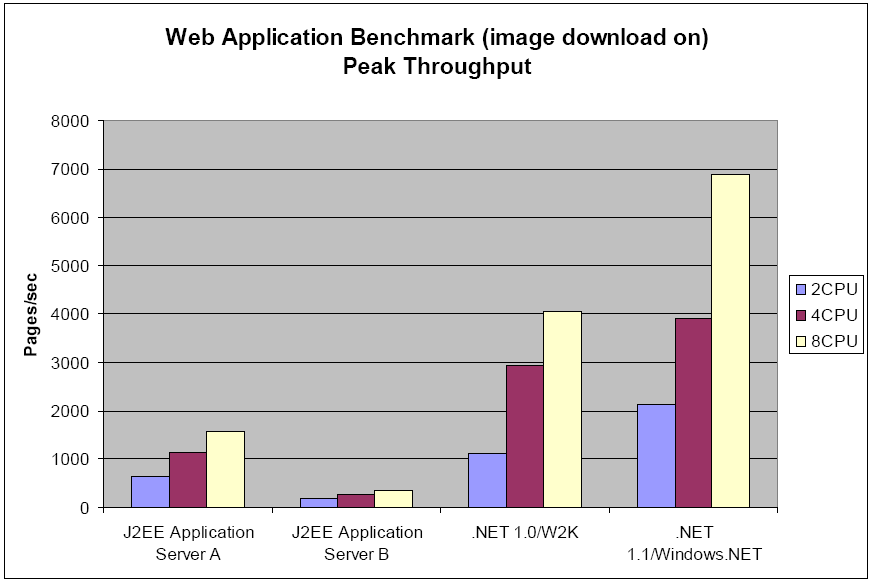 Web Application Benchmark (image download on)
Peak Throughput
8000
7000
6000
5000
4000
3000
2000
1000
0
Pages/sec
J2EE Application
Server A
J2EE Application
Server B
.NET 1.0/W2K
.NET
1.1/Windows.NET
2CPU
4CPU
8CPU